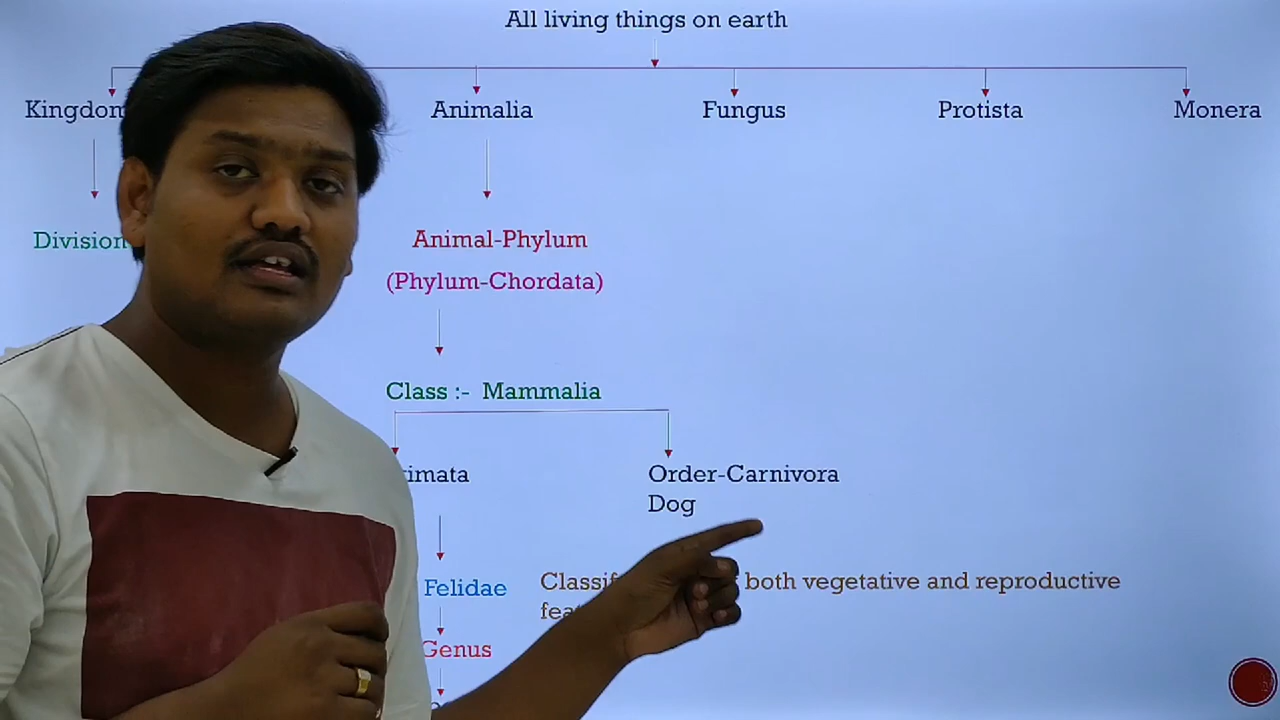 All living things on earth
Kingdom Animalia Fungus Protista Monera
Division Animal-Phylum
(Phylum-Chordata)
Class :- Mammalia
imata Order-Carnivora
Dog
Felidae both vegetative and reproductive
Genus